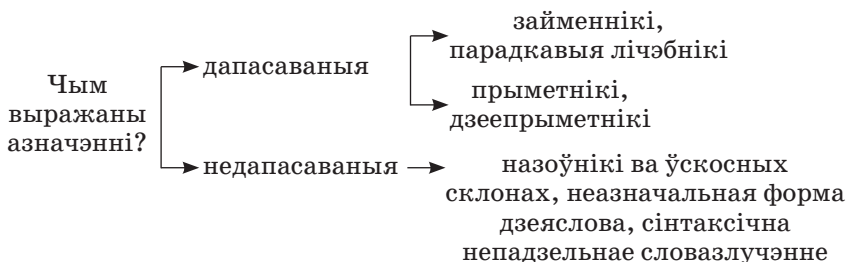 Чым
выражаны
азначэнні?
дапасаваныя
займеннікі,
парадкавыя лічэбнікі
прыметнікі,
дзеепрыметнікі
недапасаваныя
назоўнікі ва ўскосных
склонах, неазначальная форма
дзеяслова, сінтаксічна
непадзельнае словазлучэнне